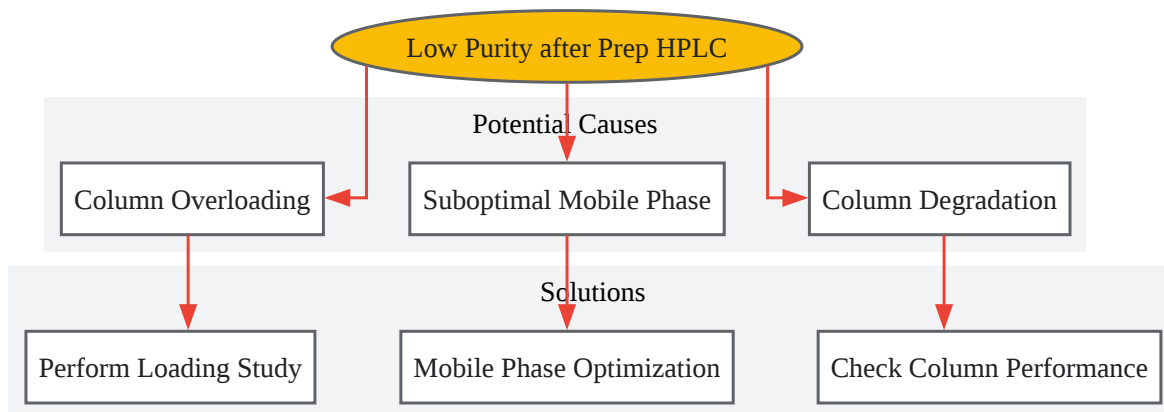 Low Purity after Prep HPLC
Potential Causes
Column Overloading
Suboptimal Mobile Phase
Column Degradation
Solutions
Perform Loading Study
Mobile Phase Optimization
Check Column Performance